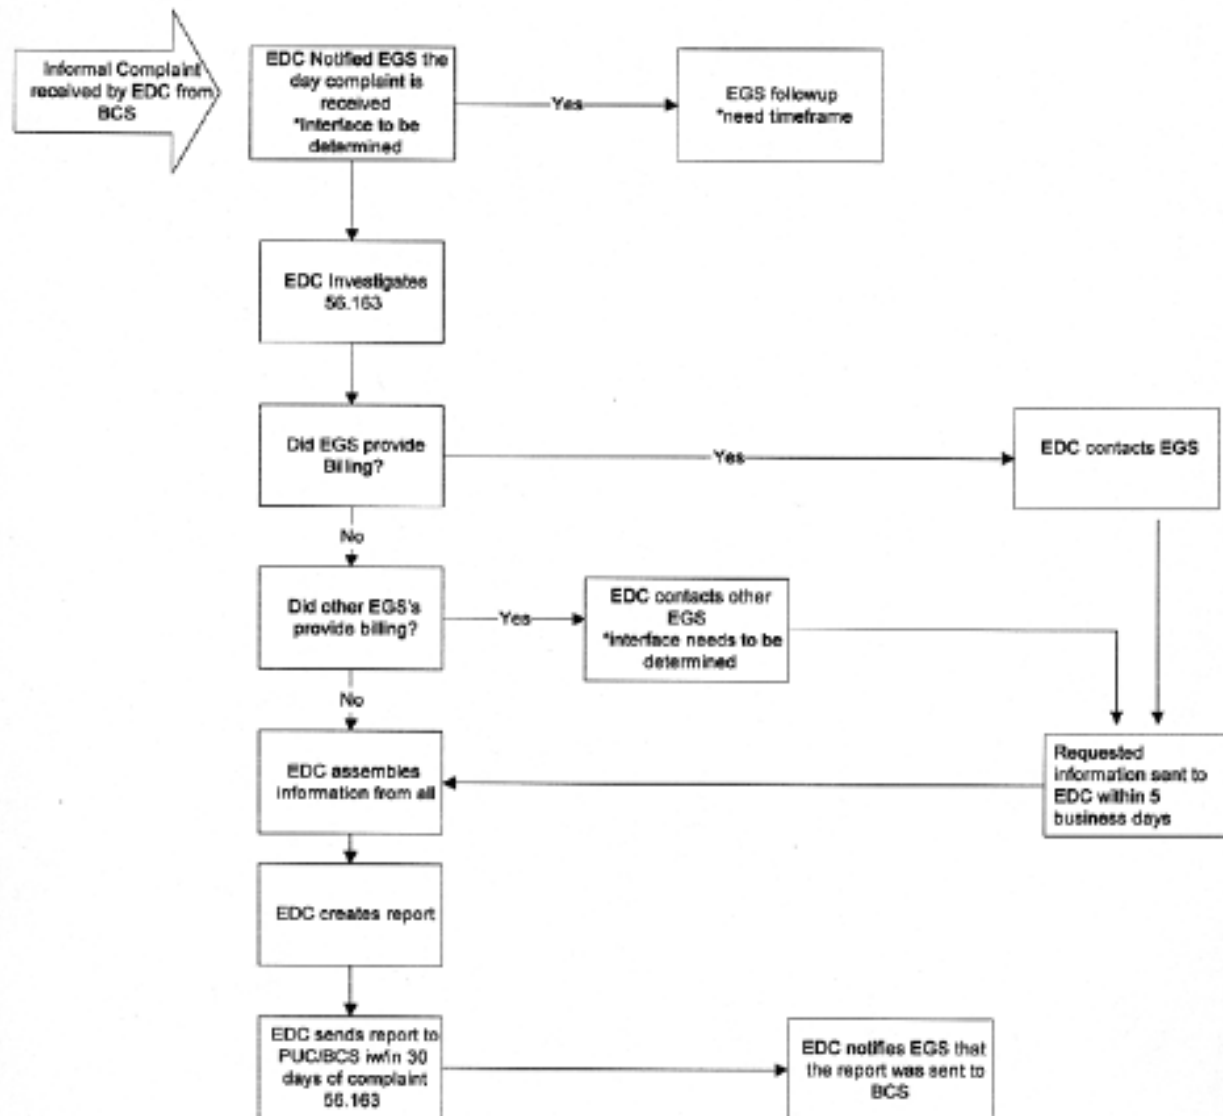 Informal Complaint
received by EDC from
BCS
EDC Notified EGS the
day complaint is
received
*Interface to be
determined
Yes
EGS followup
*need timeframe
EDC Investigates
56.163
Did EGS provide
Billing?
Yes
EDC contacts EGS
No
Did other EGS's
provide billing?
Yes
EDC contacts other
EGS
*interface needs to be
determined
No
EDC assembles
information from all
Requested
information sent to
EDC within 5
business days
EDC creates report
EDC sends report to
PUC/BCS iw/in 30
days of complaint
56.163
EDC notifies EGS that
the report was sent to
BCS